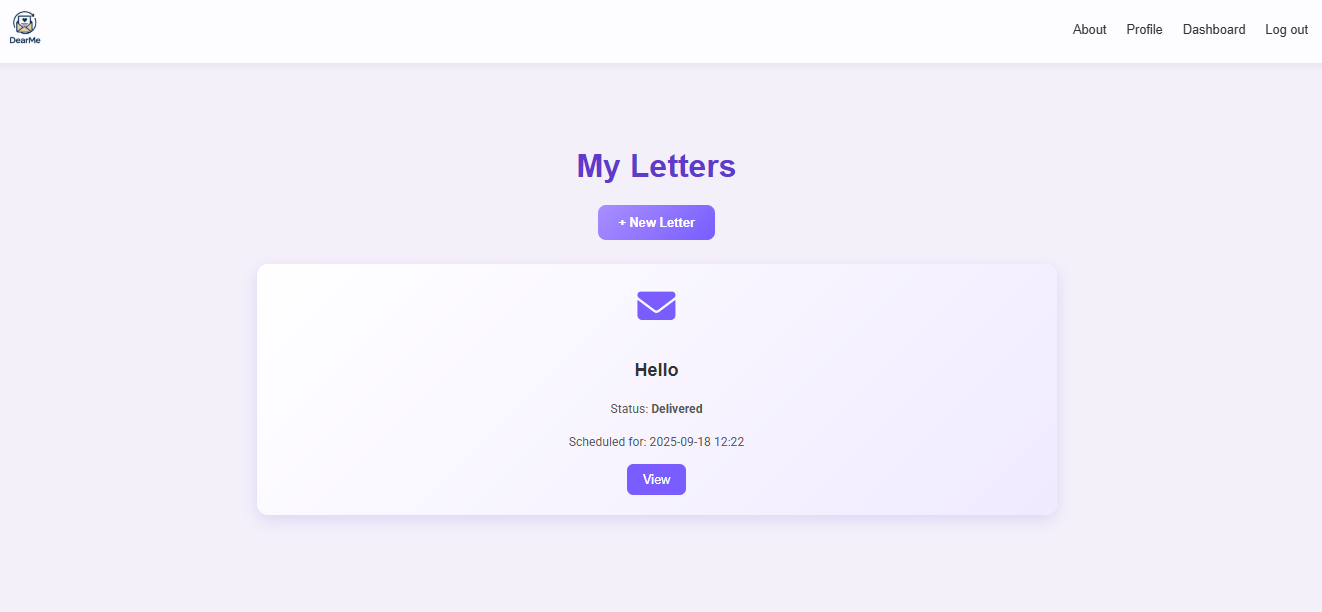 DearMe
About Profile Dashboard Log out
My Letters
+ New Letter
Hello
Status: Delivered
Scheduled for: 2025-09-18 12:22
View